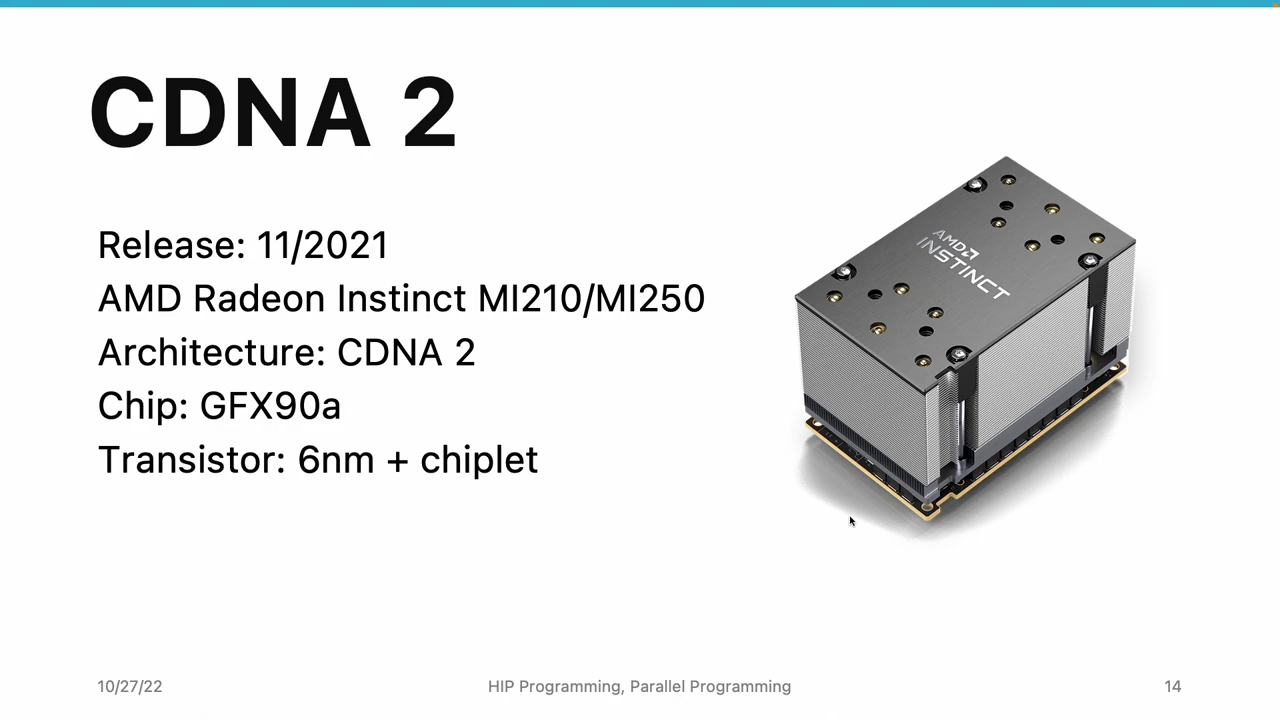 CDNA 2
Release: 11/2021
AMD Radeon Instinct MI210/MI250
Architecture: CDNA 2
Chip: GFX90a
Transistor: 6nm + chiplet
AMD
INSTINCT
10/27/22
HIP Programming, Parallel Programming
14